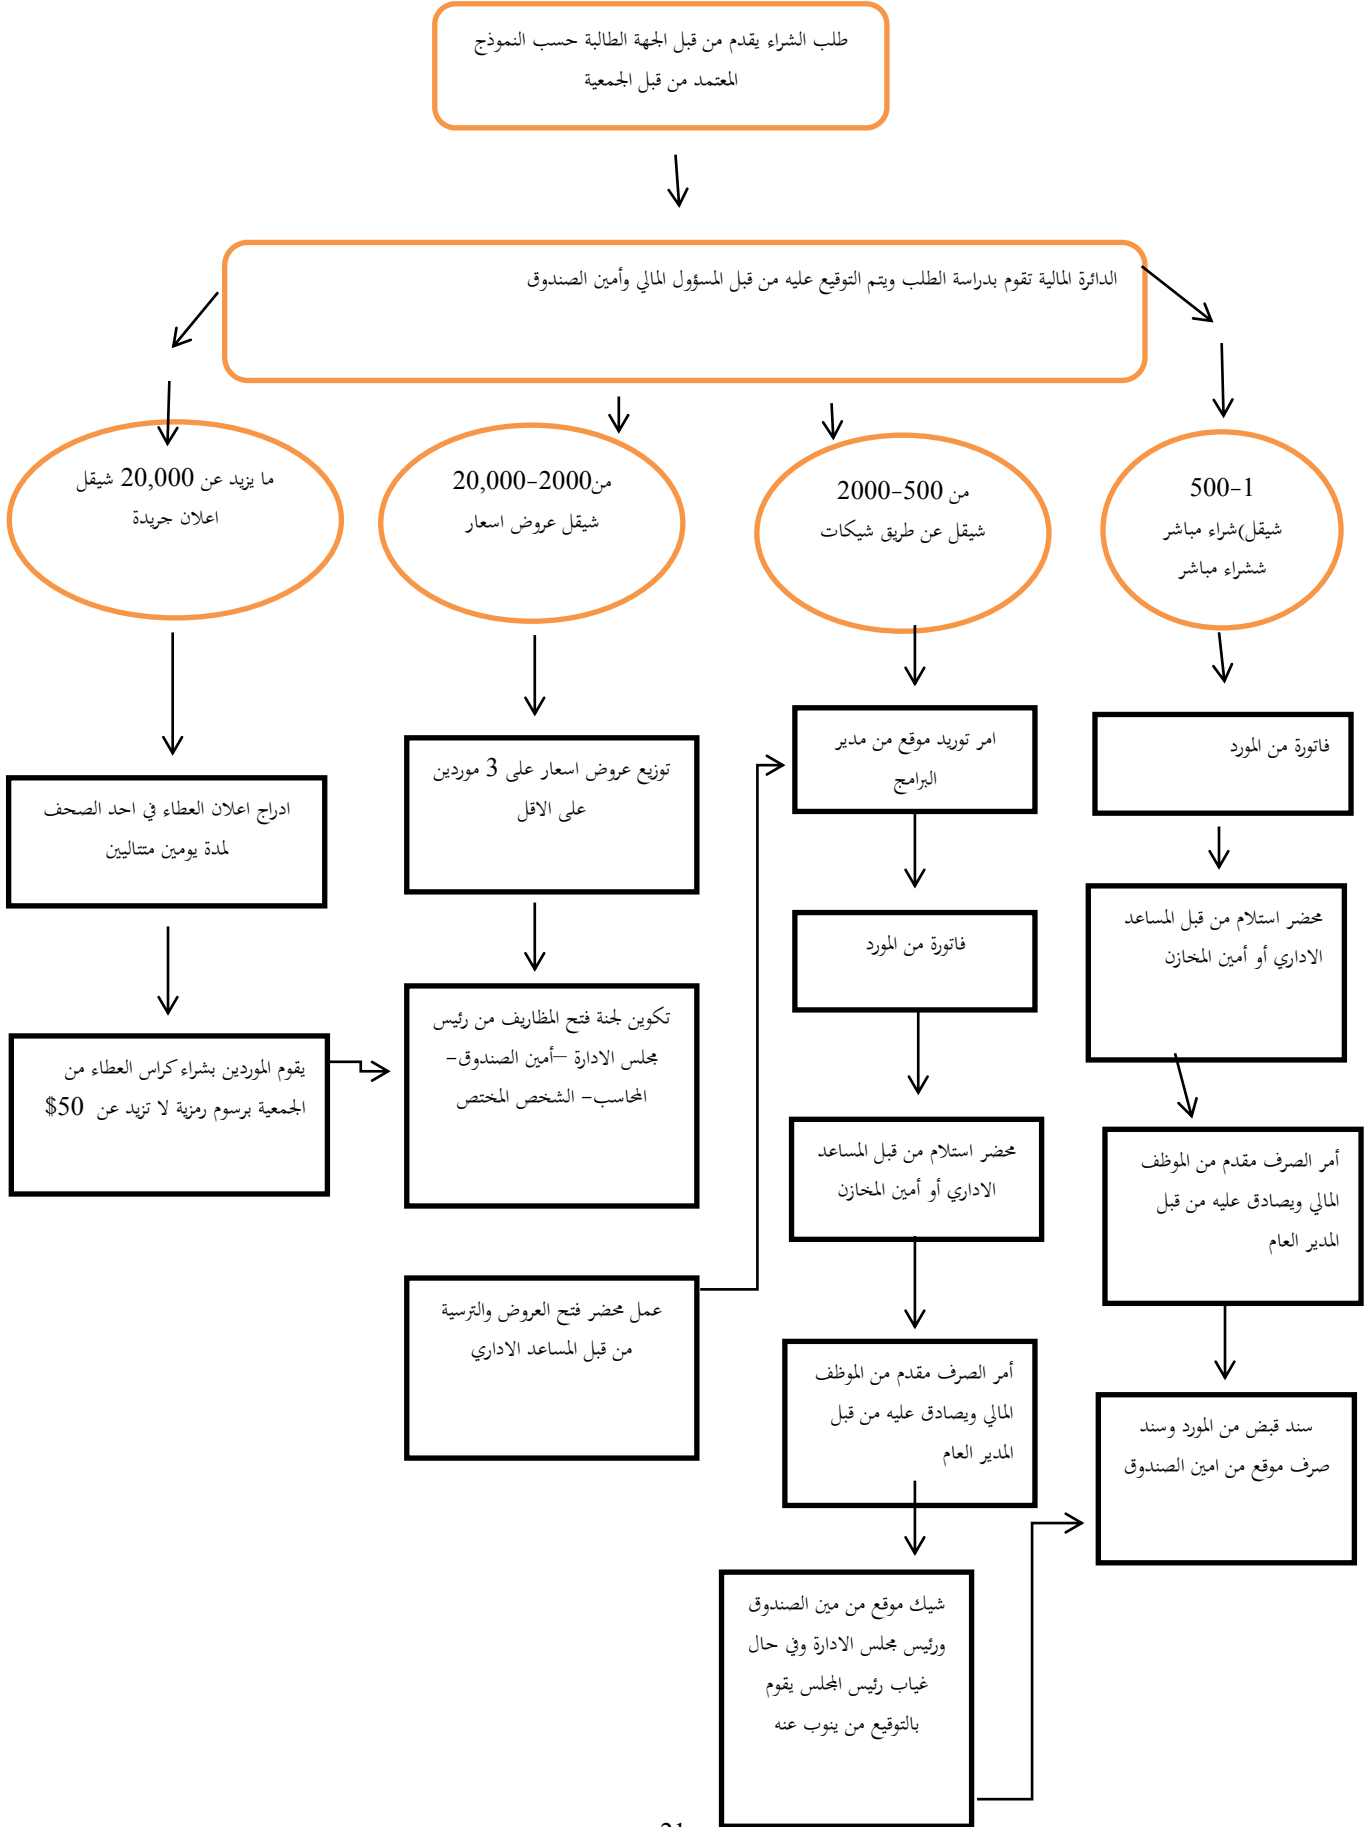 طلب الشراء يقدم من قبل الجهة الطالبة حسب النموذج
المعتمد من قبل الجمعية
الدائرة المالية تقوم بدراسة الطلب ويتم التوقيع عليه من قبل المسؤول المالي وأمين الصندوق
1-500
شيقل)شراء مباشر
ششراء مباشر
من 500-2000
شيقل عن طريق شيكات
من2000-20,000
شيقل عروض اسعار
ما يزيد عن 20,000 شيقل
اعلان جريدة
فاتورة من المورد
محضر استلام من قبل المساعد
الاداري أو أمين المخازن
أمر الصرف مقدم من الموظف
المالي ويصادق عليه من قبل
المدير العام
سند قبض من المورد وسند
صرف موقع من امين الصندوق
امر توريد موقع من مدير
البرامج
فاتورة من المورد
محضر استلام من قبل المساعد
الاداري أو أمين المخازن
أمر الصرف مقدم من الموظف
المالي ويصادق عليه من قبل
المدير العام
شيك موقع من مين الصندوق
ورئيس مجلس الادارة وفي حال
غياب رئيس المجلس يقوم
بالتوقيع من ينوب عنه
توزيع عروض اسعار على 3 موردين
على الاقل
تكوين لجنة فتح المظاريف من رئيس
مجلس الادارة –أمين الصندوق-
المحاسب- الشخص المختص
عمل محضر فتح العروض والترسية
من قبل المساعد الاداري
ادراج اعلان العطاء في احد الصحف
لمدة يومين متتاليين
يقوم الموردين بشراء كراس العطاء من
الجمعية برسوم رمزية لا تزيد عن 50$